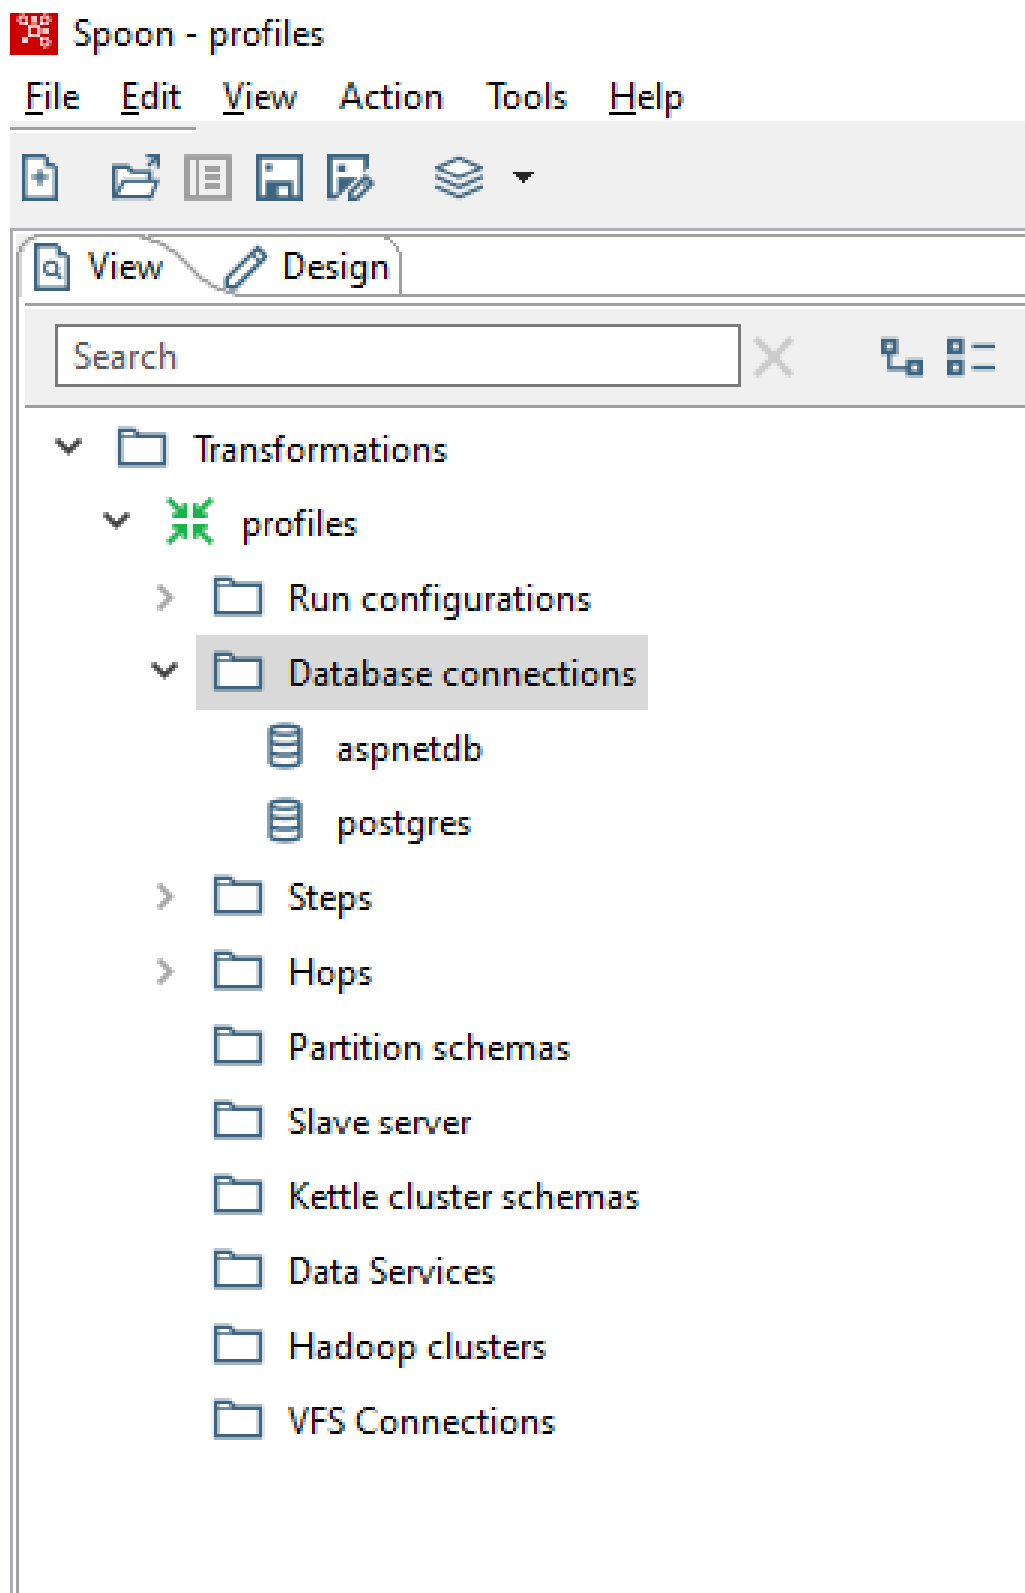 Spoon - profiles
File Edit View Action Tools Help
View Design
Search
Transformations
profiles
Run configurations
Database connections
aspnetdb
postgres
Steps
Hops
Partition schemas
Slave server
Kettle cluster schemas
Data Services
Hadoop clusters
VFS Connections